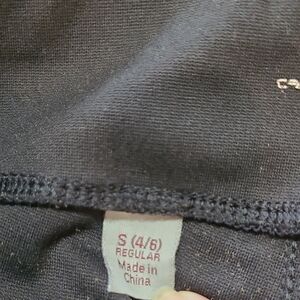 S (4/6)
REGULAR
Made in
China